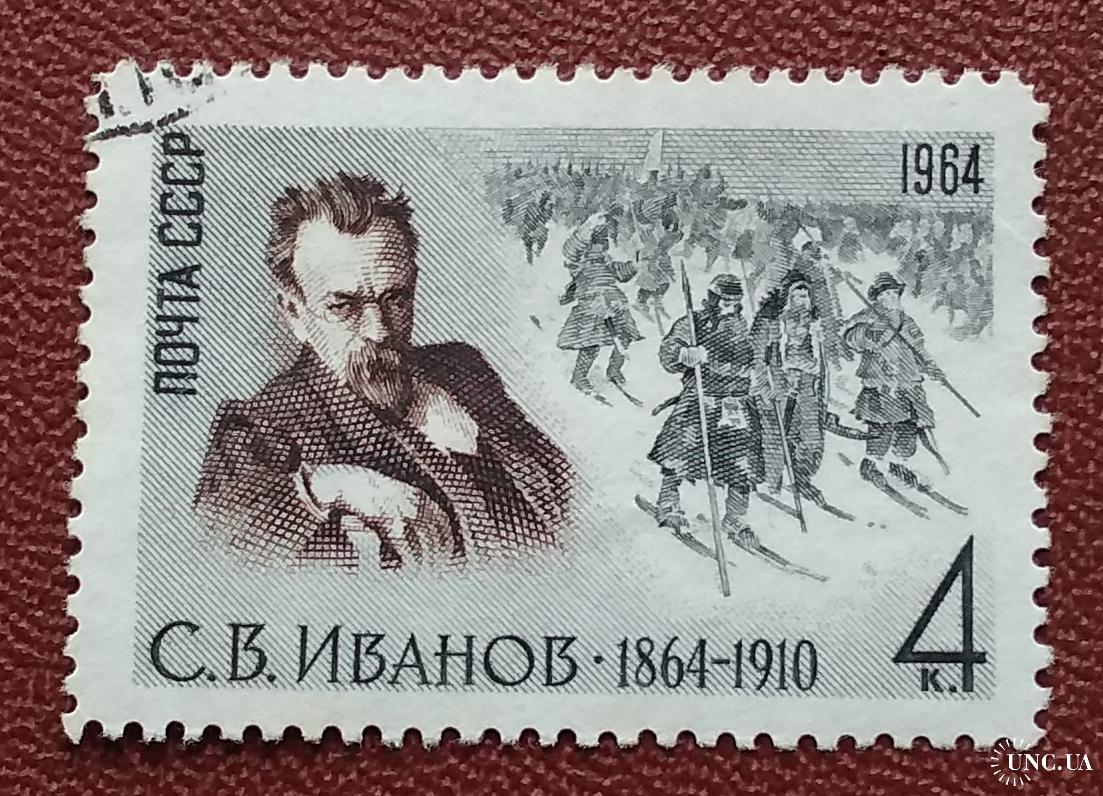 ПОЧТА СССР
1964
С.В. ИВАНОВ · 1864-1910
4
к.
UNC.UA